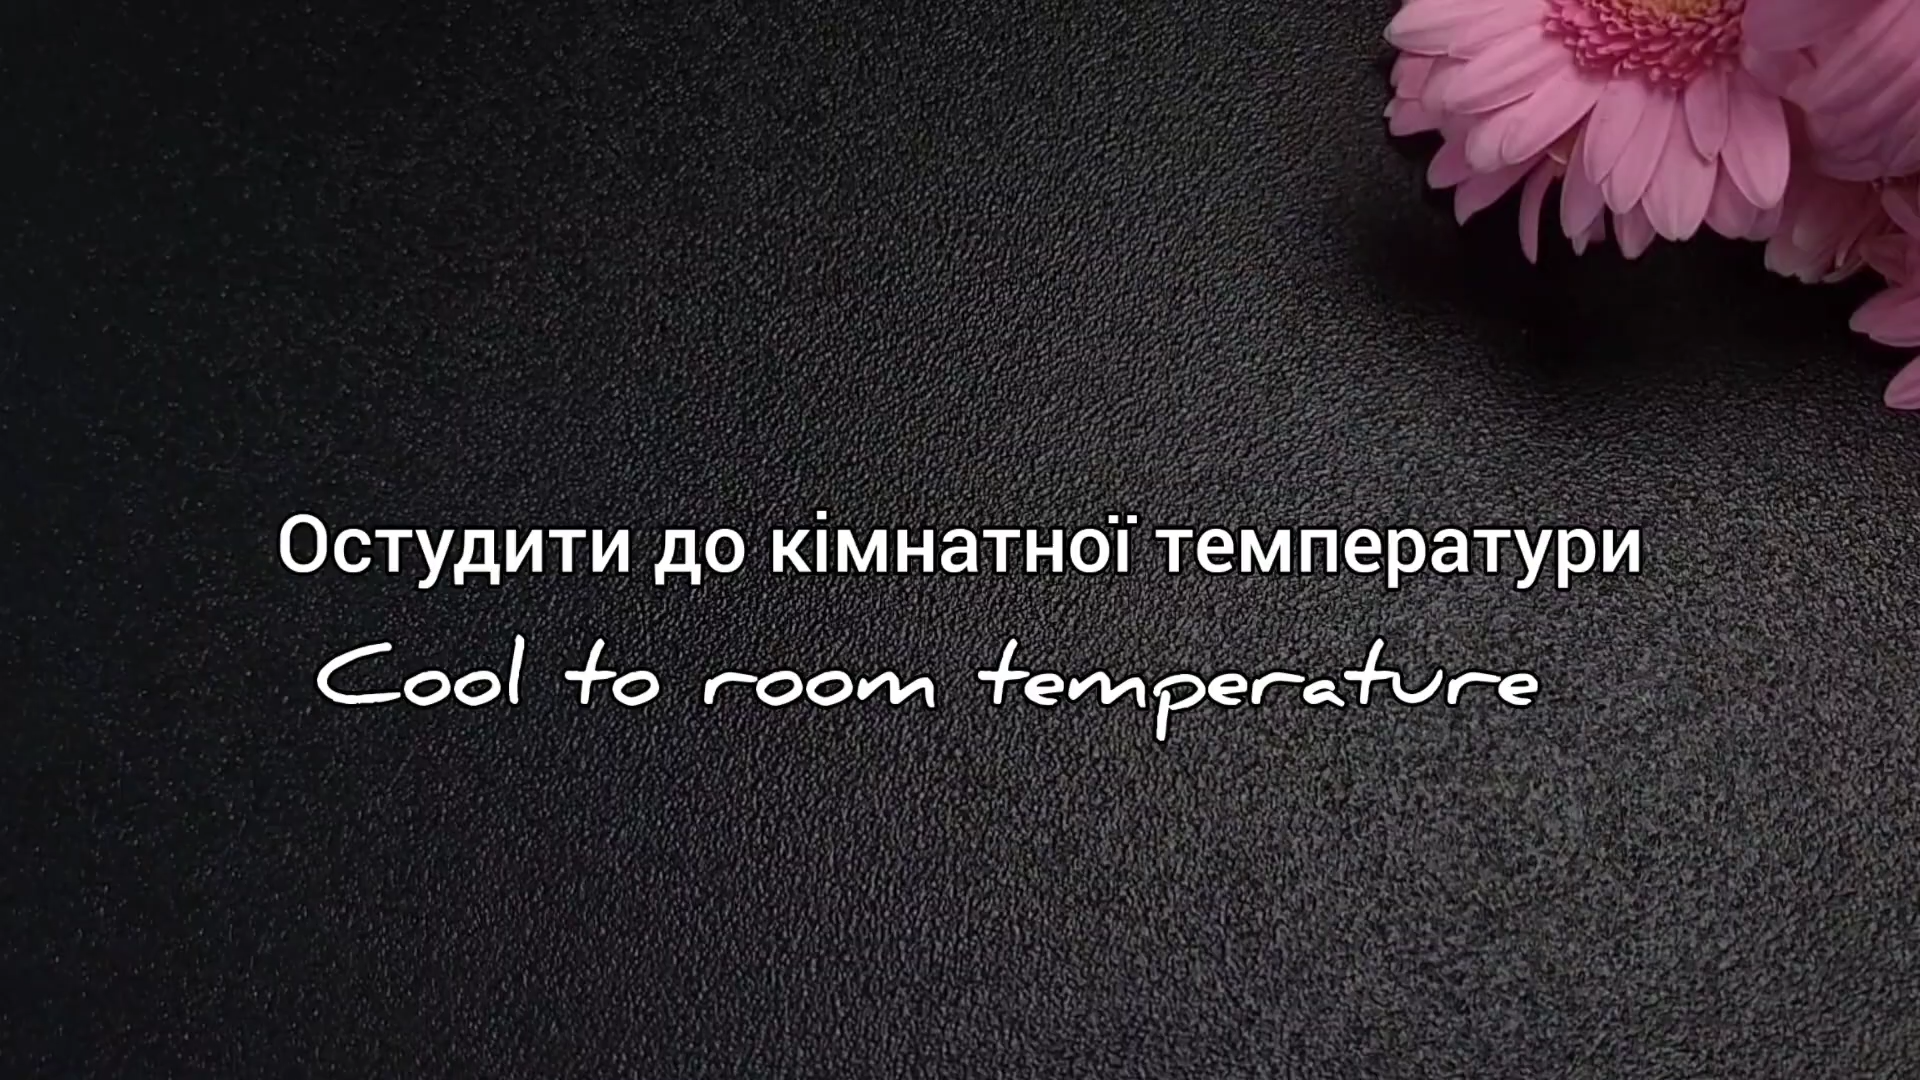 Остудити до кімнатної температури
Cool to room temperature